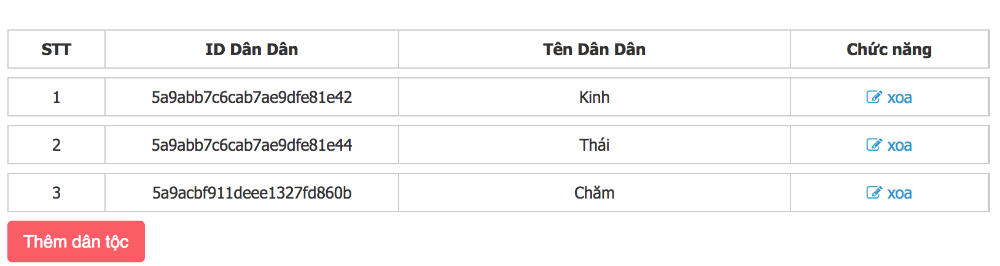 STT ID Dân Dân Tên Dân Dân Chức năng
1 5a9abb7c6cab7ae9dfe81e42 Kinh xoa
2 5a9abb7c6cab7ae9dfe81e44 Thái xoa
3 5a9acbf911deee1327fd860b Chăm xoa
Thêm dân tộc